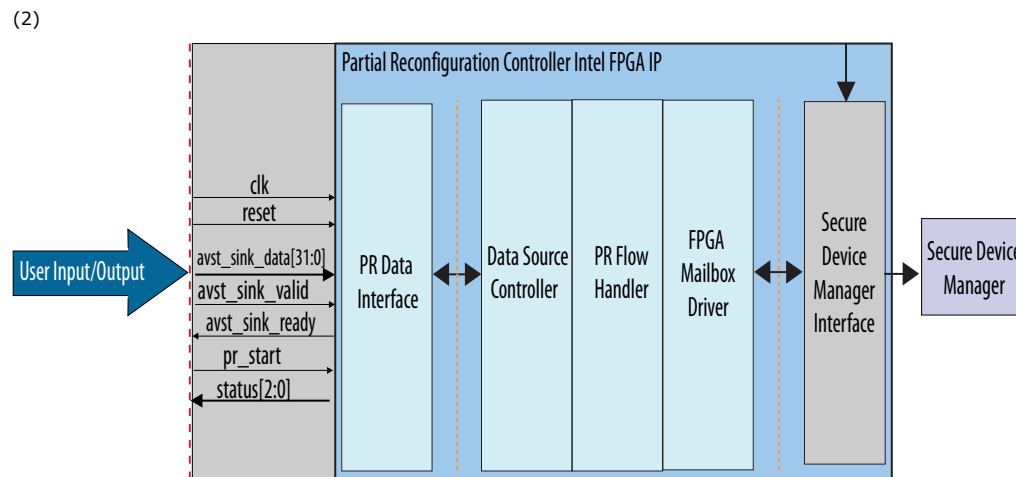 (2)
Partial Reconfiguration Controller Intel FPGA IP
clk
reset
avst_sink_data[31:0]
avst_sink_valid
avst_sink_ready
pr_start
status[2:0]
User Input/Output
PR Data
Interface
Data Source
Controller
PR Flow
Handler
FPGA
Mailbox
Driver
Secure
Device
Manager
Interface
Secure Device
Manager